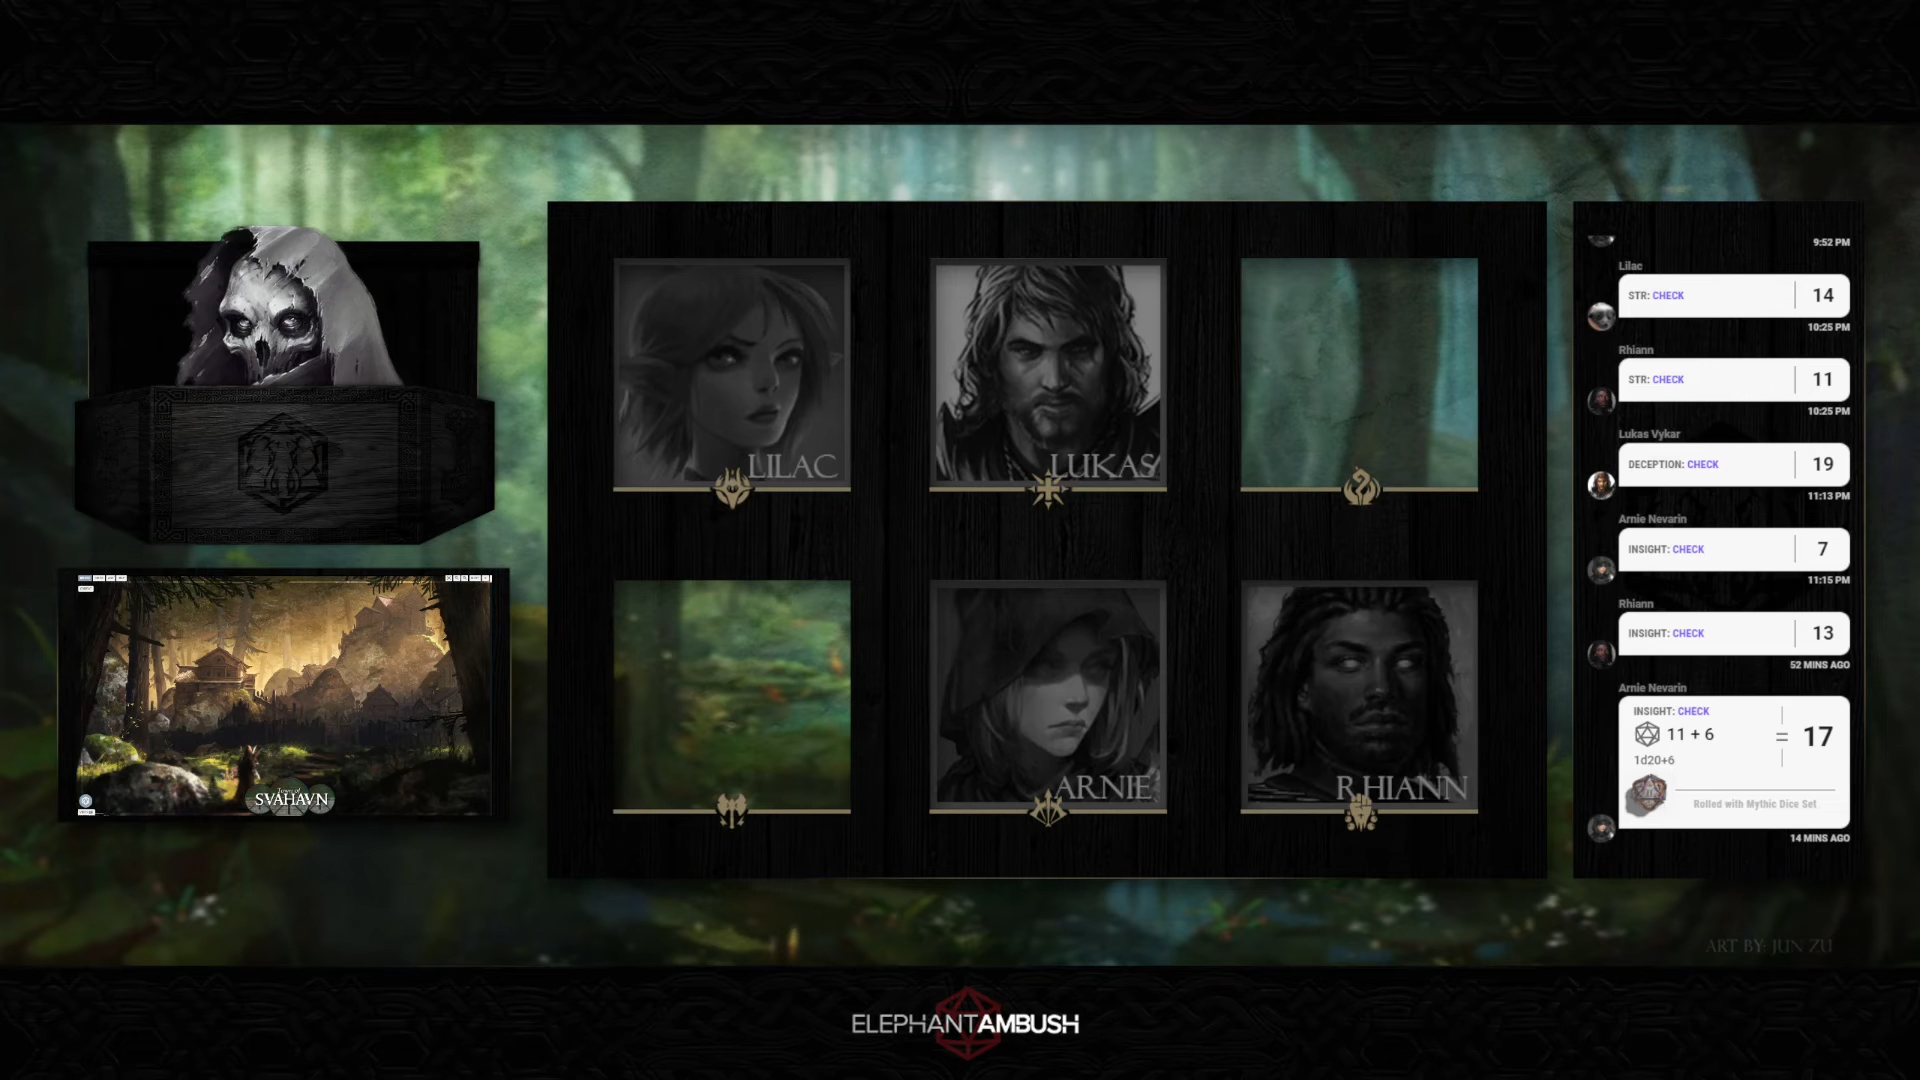 LILAC
LUKAS
ARNIE
RHIANN
Town of
SVAHAVN
9:52 PM
Lilac
STR: CHECK 14
10:25 PM
Rhiann
STR: CHECK 11
10:25 PM
Lukas Vykar
DECEPTION: CHECK 19
11:13 PM
Arnie Nevarin
INSIGHT: CHECK 7
11:15 PM
Rhiann
INSIGHT: CHECK 13
52 MINS AGO
Arnie Nevarin
INSIGHT: CHECK
11 + 6 = 17
1d20+6
Rolled with Mythic Dice Set
14 MINS AGO
ART BY: JUN ZU
ELEPHANTAMBUSH